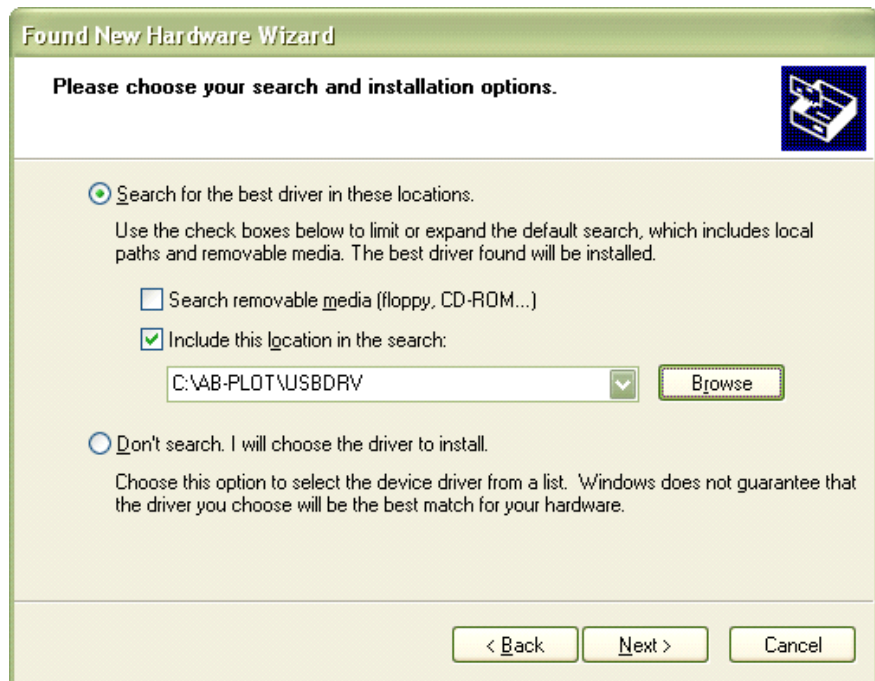 Found New Hardware Wizard
Please choose your search and installation options.
Search for the best driver in these locations.
Use the check boxes below to limit or expand the default search, which includes local
paths and removable media. The best driver found will be installed.
Search removable media (floppy, CD-ROM...)
Include this location in the search:
C:\AB-PLOT\USBDRV
Browse
Don't search. I will choose the driver to install.
Choose this option to select the device driver from a list. Windows does not guarantee that
the driver you choose will be the best match for your hardware.
< Back
Next >
Cancel